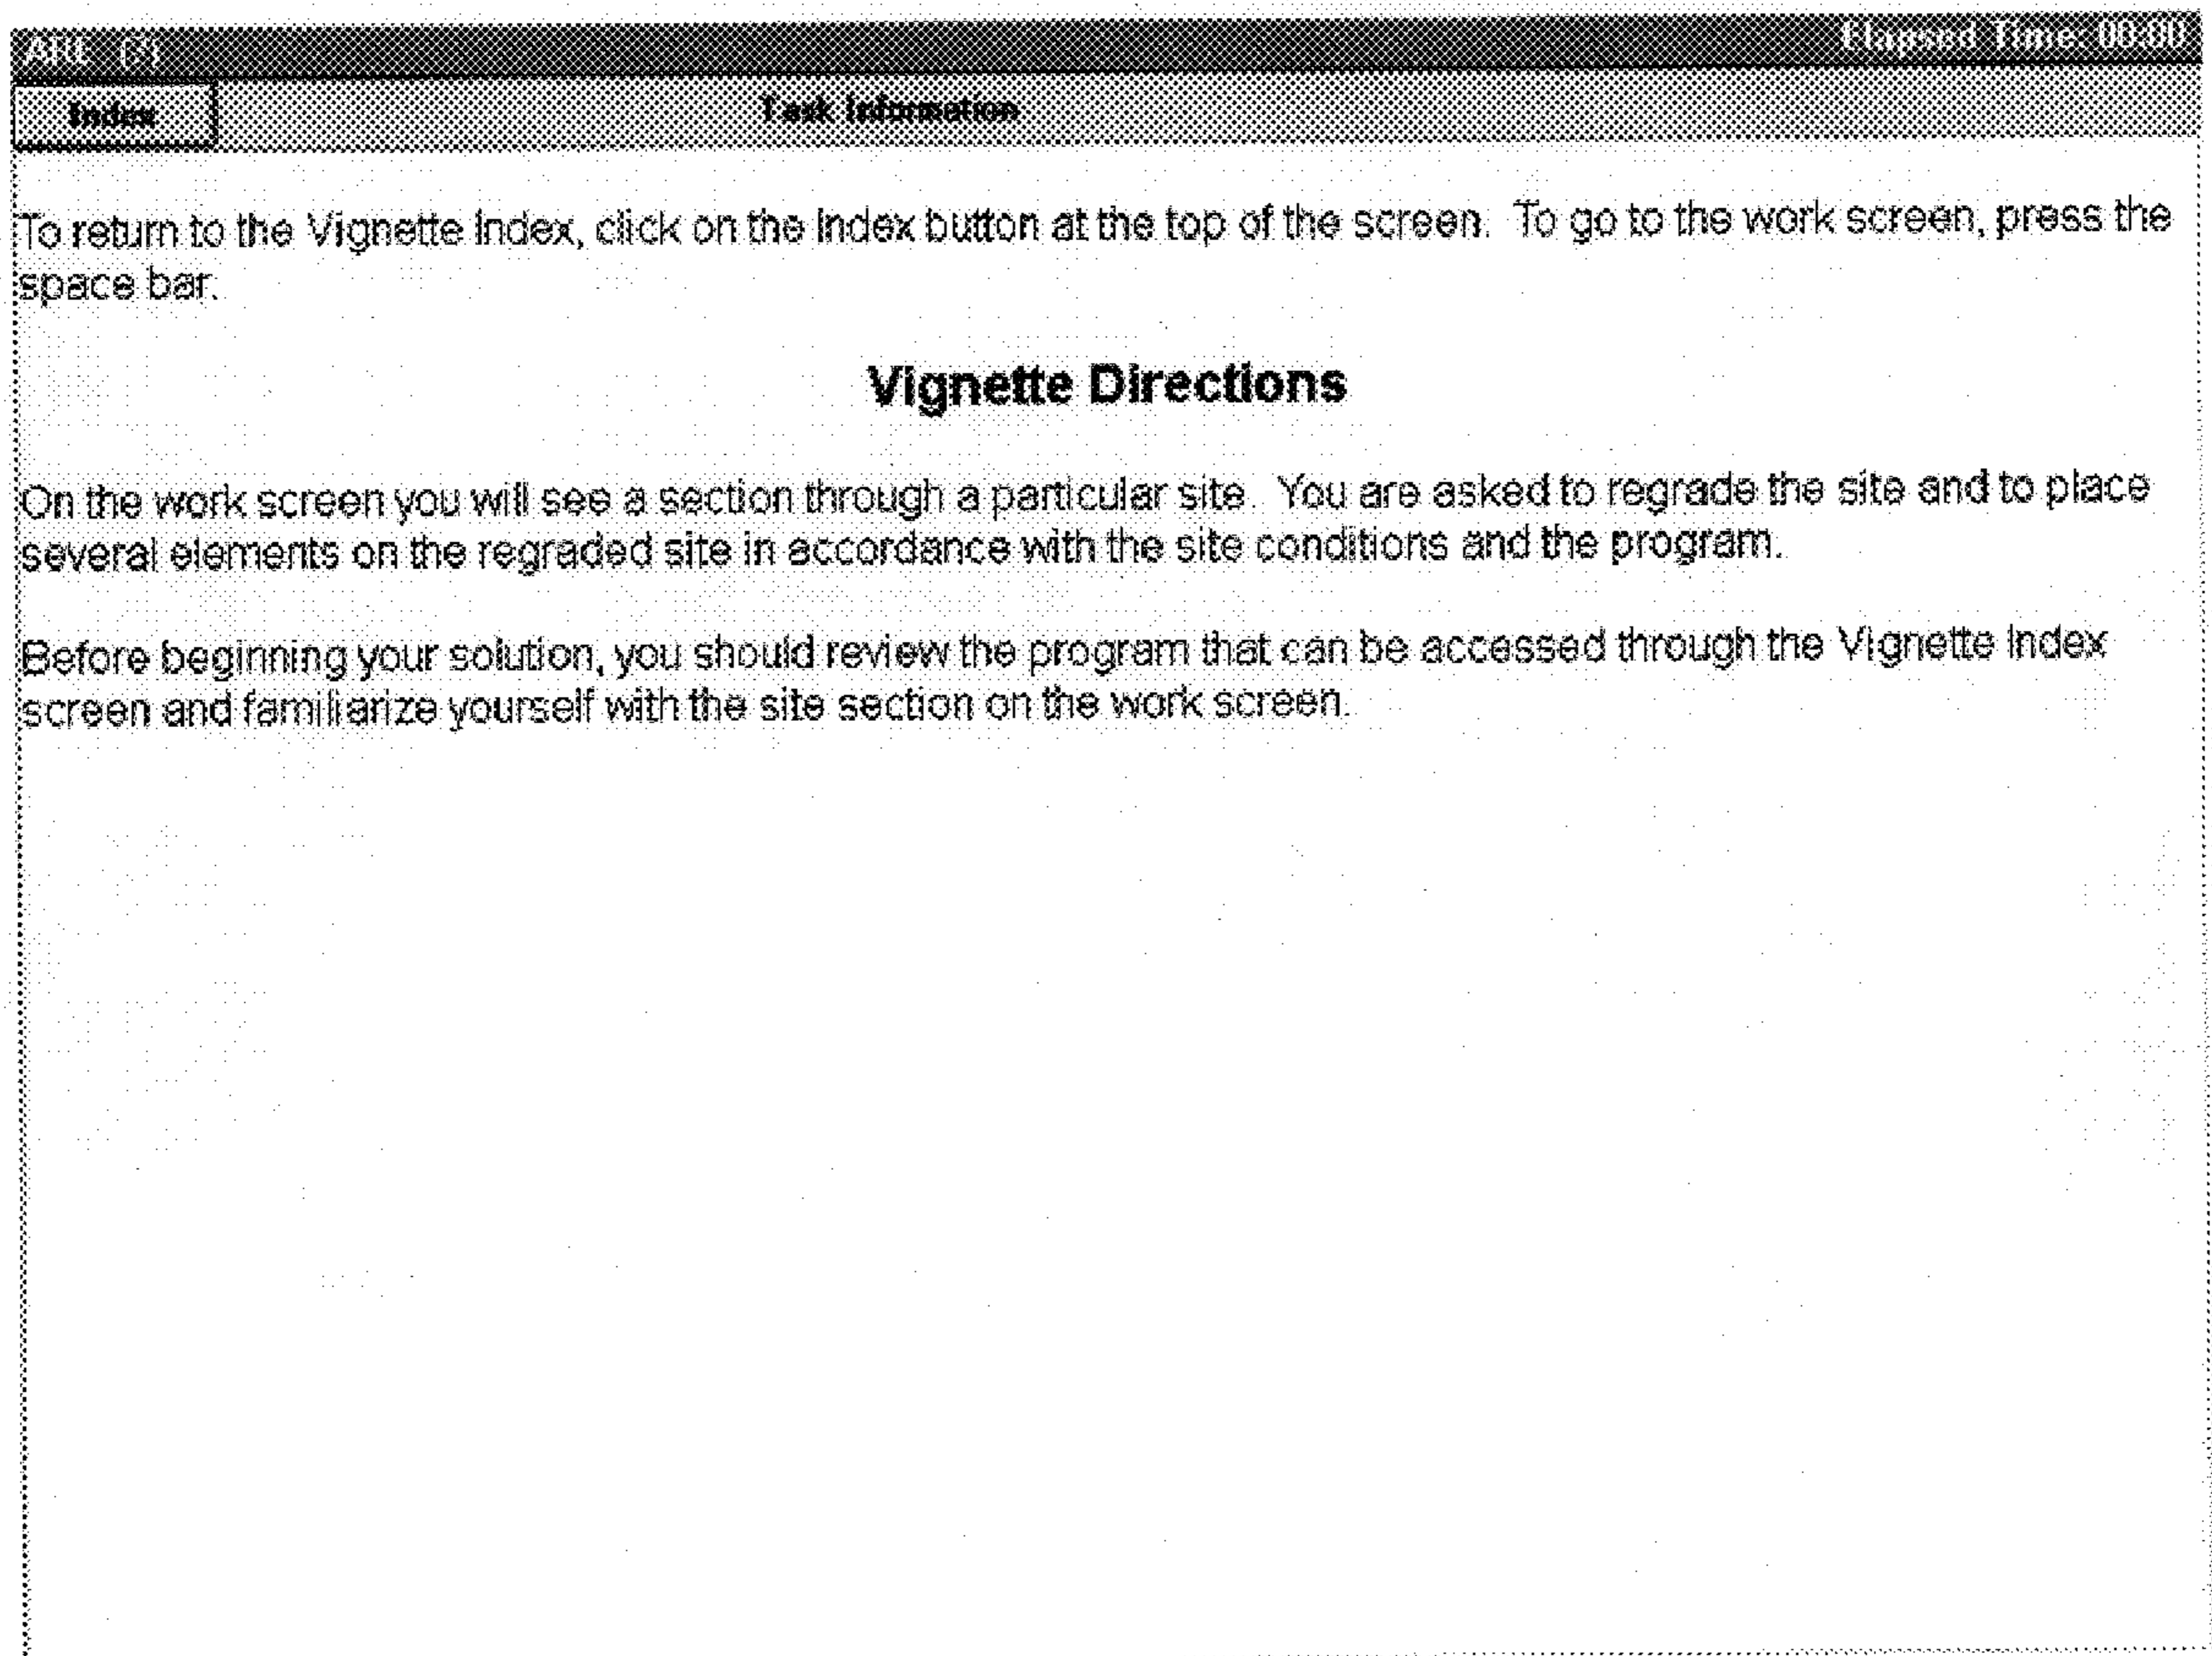 ARE (?)
Elapsed Time: 00:00
Index
Task Information
To return to the Vignette Index, click on the Index button at the top of the screen. To go to the work screen, press the
space bar.
Vignette Directions
On the work screen you will see a section through a particular site. You are asked to regrade the site and to place
several elements on the regraded site in accordance with the site conditions and the program.
Before beginning your solution, you should review the program that can be accessed through the Vignette Index
screen and familiarize yourself with the site section on the work screen.